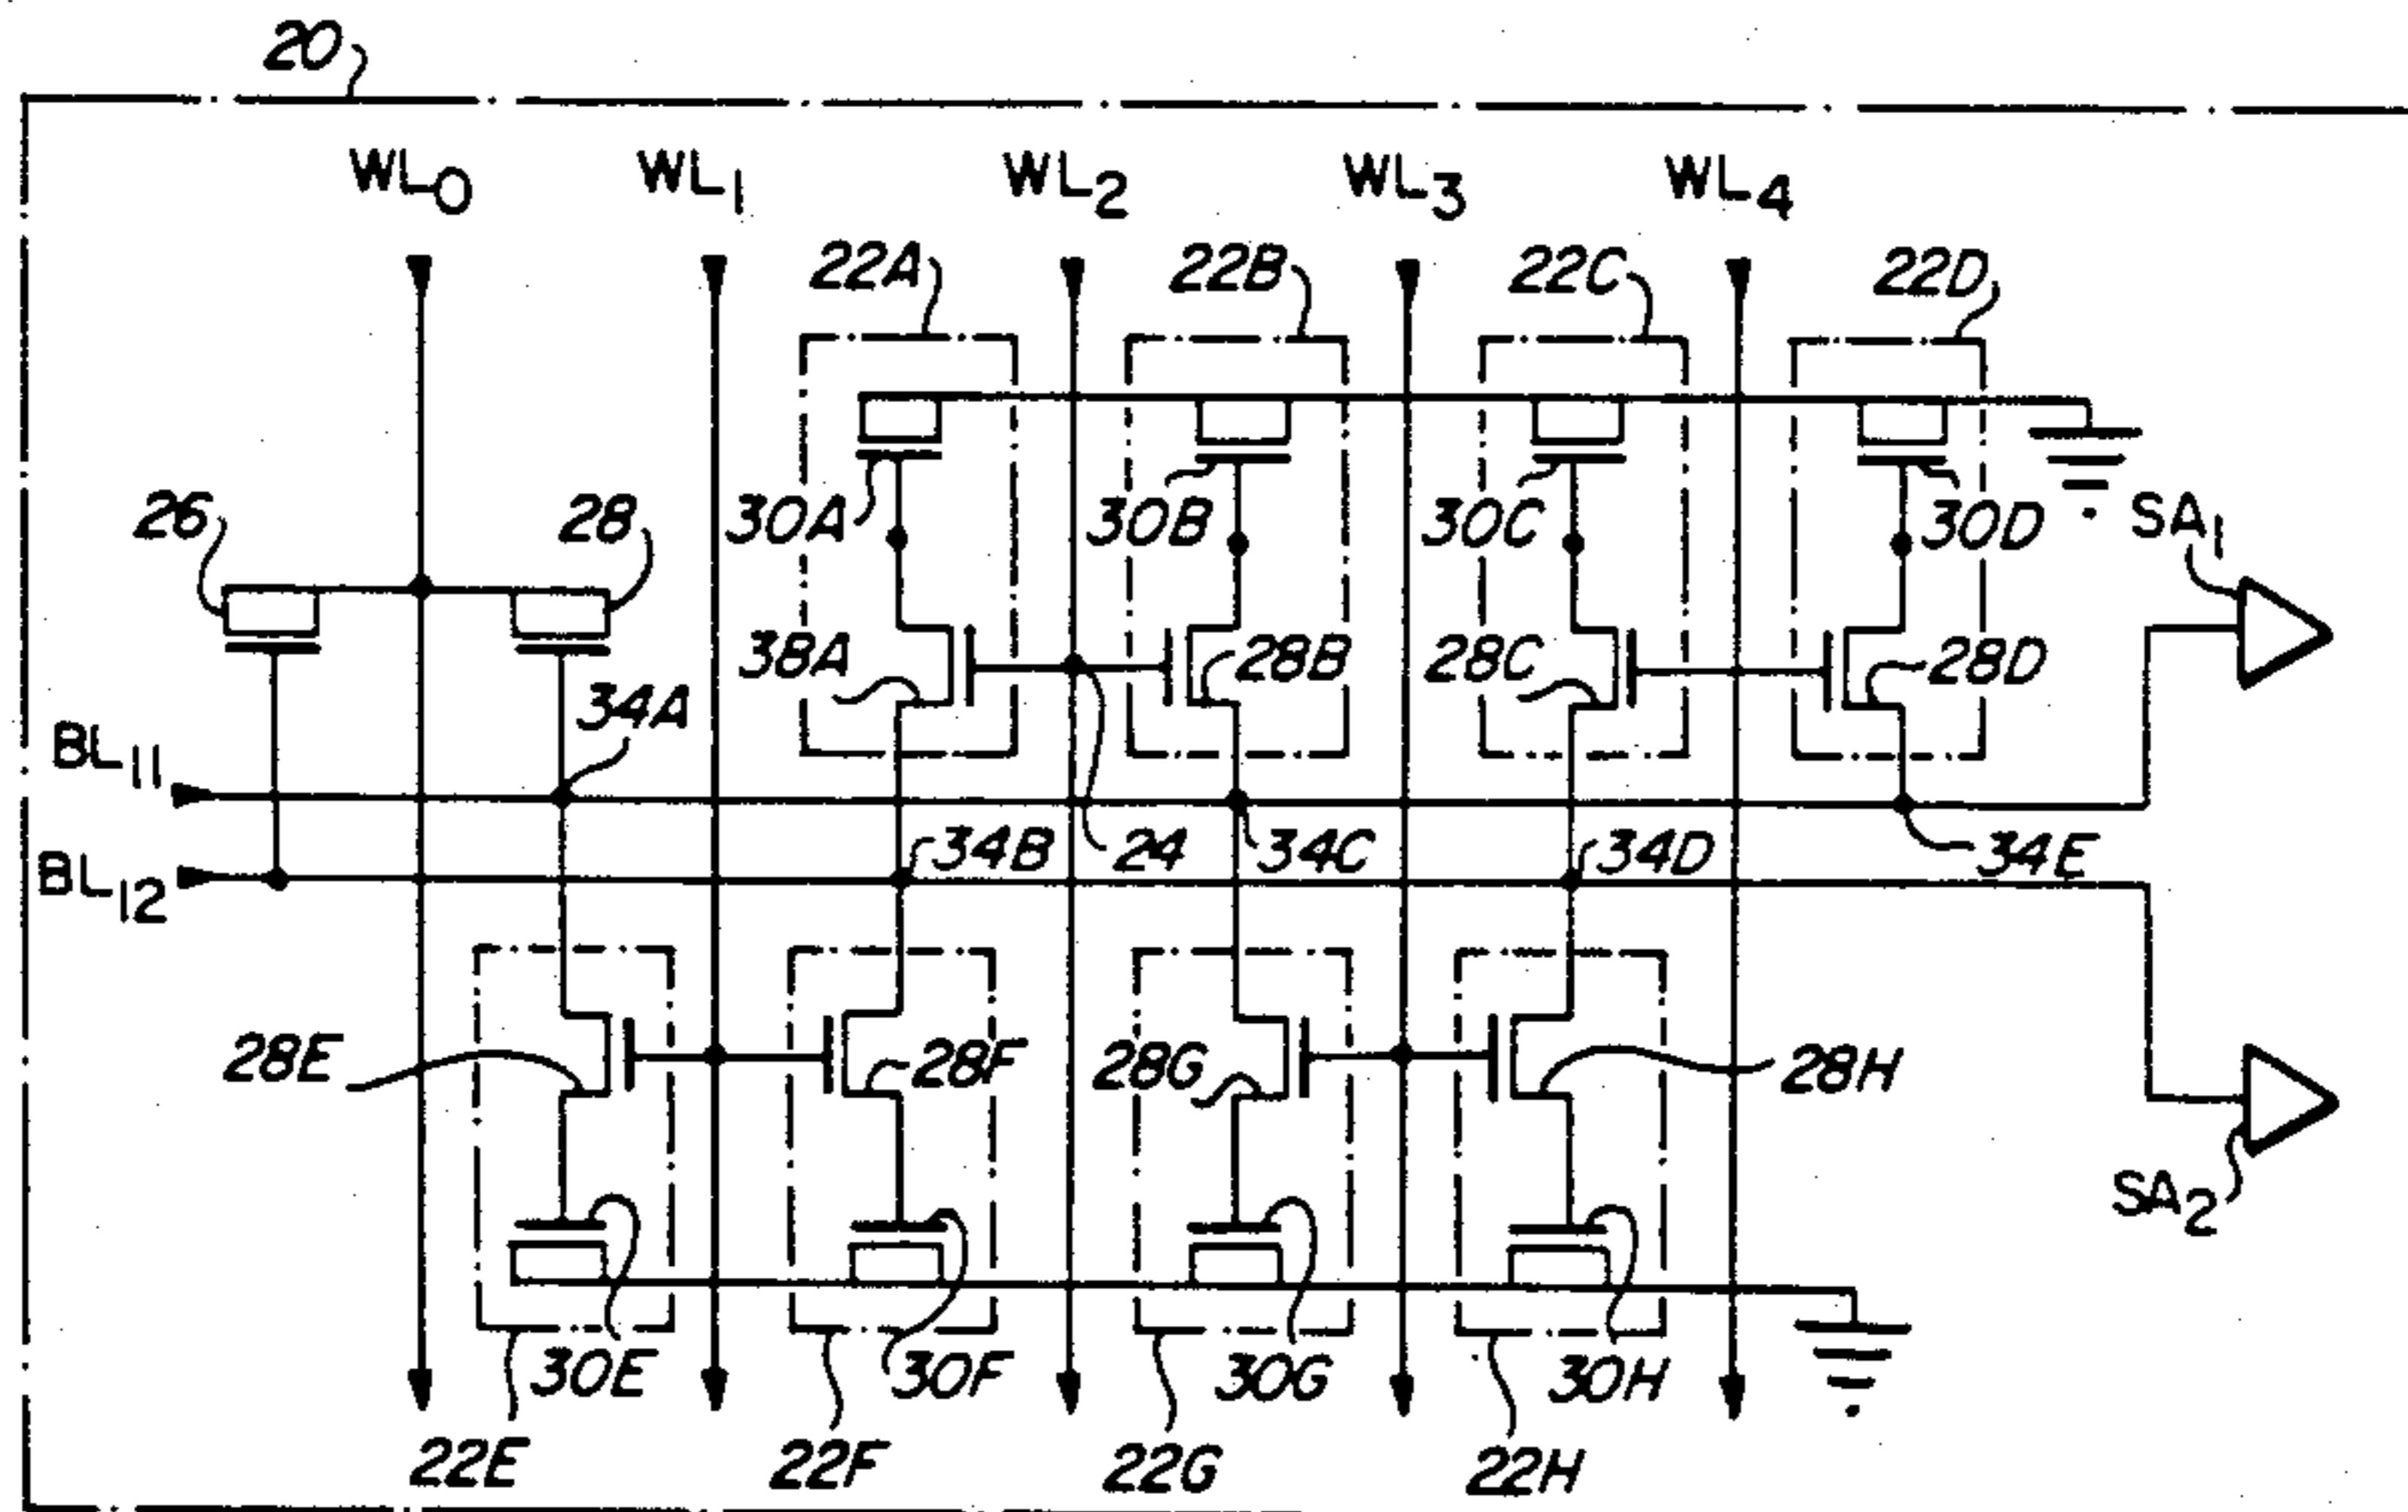 20
WL0 WL1 WL2 WL3 WL4
22A 22B 22C 22D
26 28 30A 30B 30C 30D SA1
38A 28B 28C 28D
34A
BL11
34B 24 34C 34D 34E
BL12
28E 28F 28G 28H
SA2
30E 30F 30G 30H
22E 22F 22G 22H